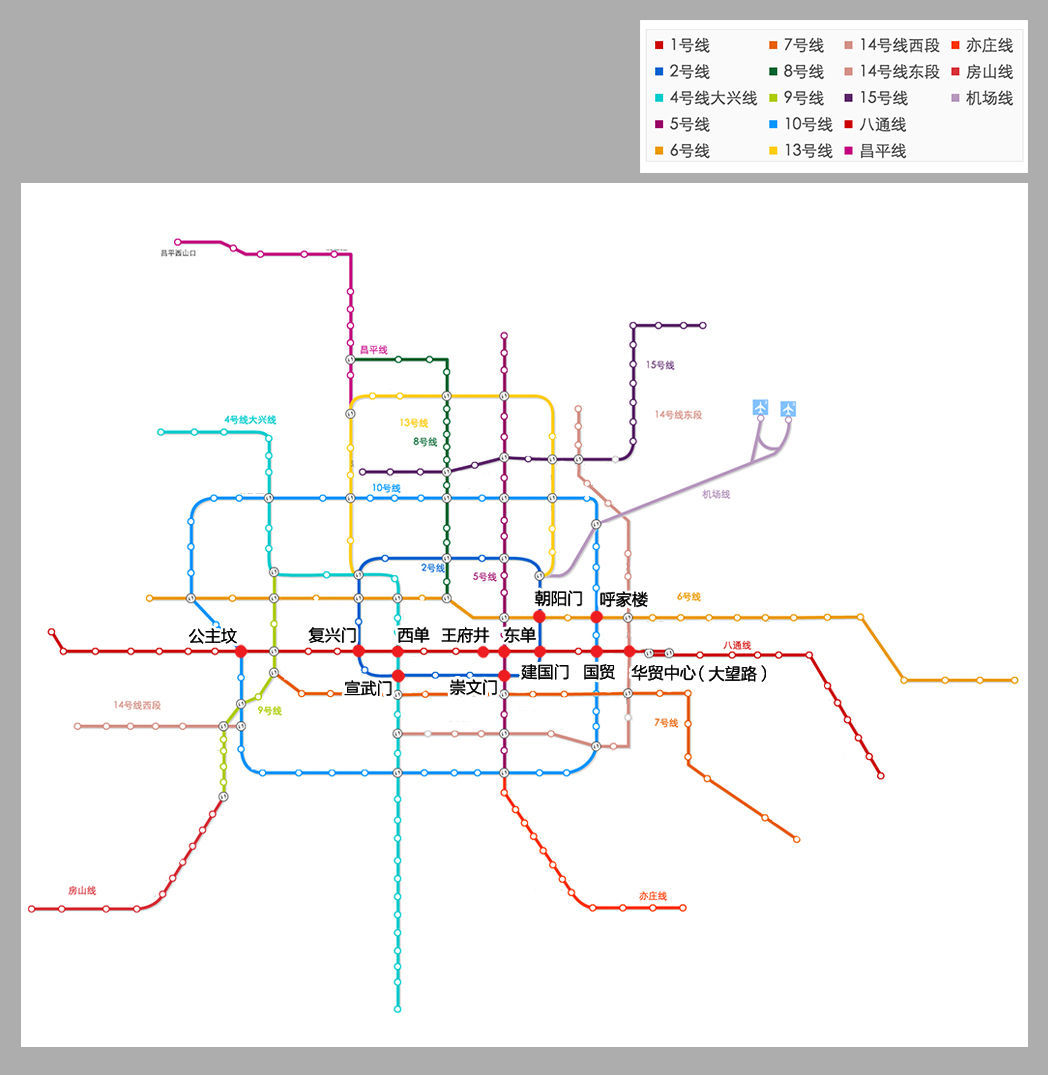 1号线 7号线 14号线西段 亦庄线
2号线 8号线 14号线东段 房山线
4号线大兴线 9号线 15号线 机场线
5号线 10号线 八通线
6号线 13号线 昌平线
昌平西山口
昌平线
15号线
14号线东段
4号线大兴线
13号线
8号线
10号线
机场线
2号线
5号线
朝阳门 呼家楼 6号线
公主坟 复兴门 西单 王府井 东单
八通线
宣武门 崇文门 建国门 国贸 华贸中心(大望路)
14号线西段
9号线
7号线
房山线
亦庄线